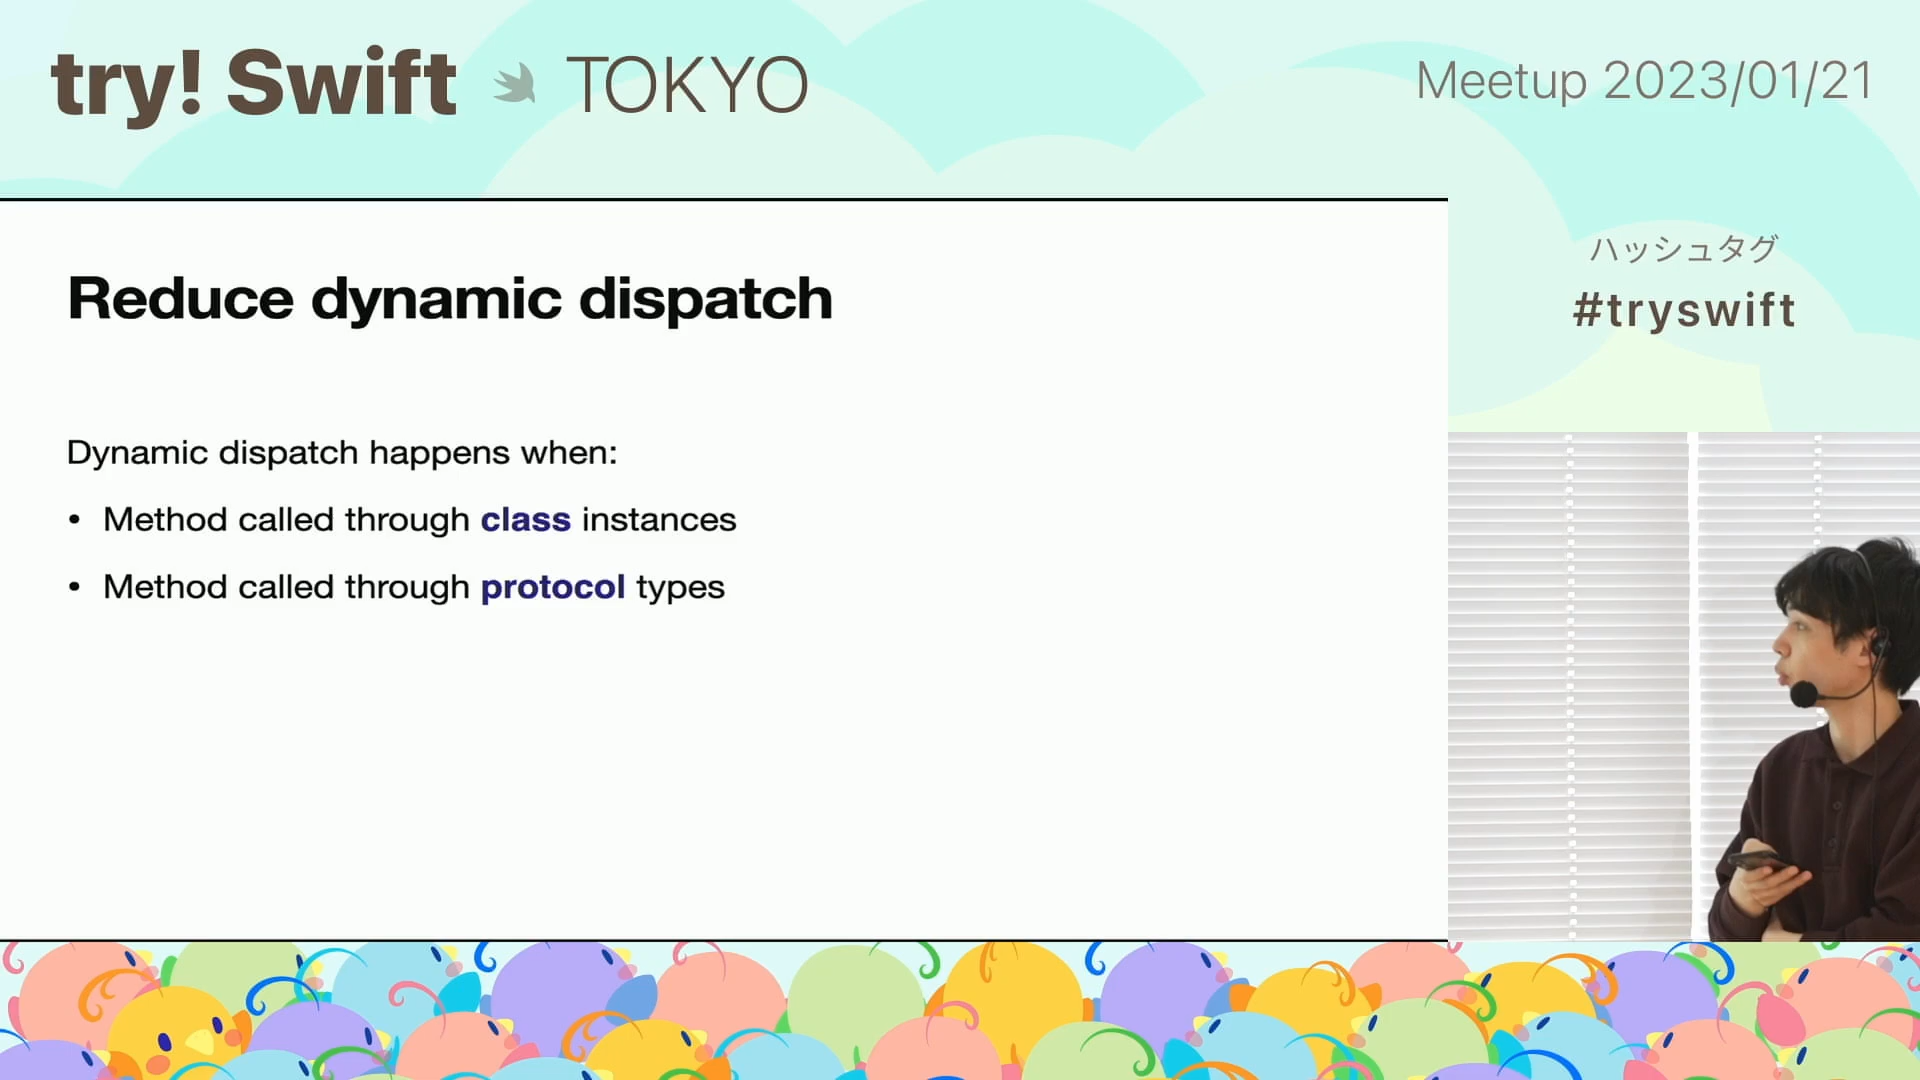 try! Swift TOKYO
Meetup 2023/01/21
ハッシュタグ
#tryswift
Reduce dynamic dispatch
Dynamic dispatch happens when:
• Method called through class instances
• Method called through protocol types